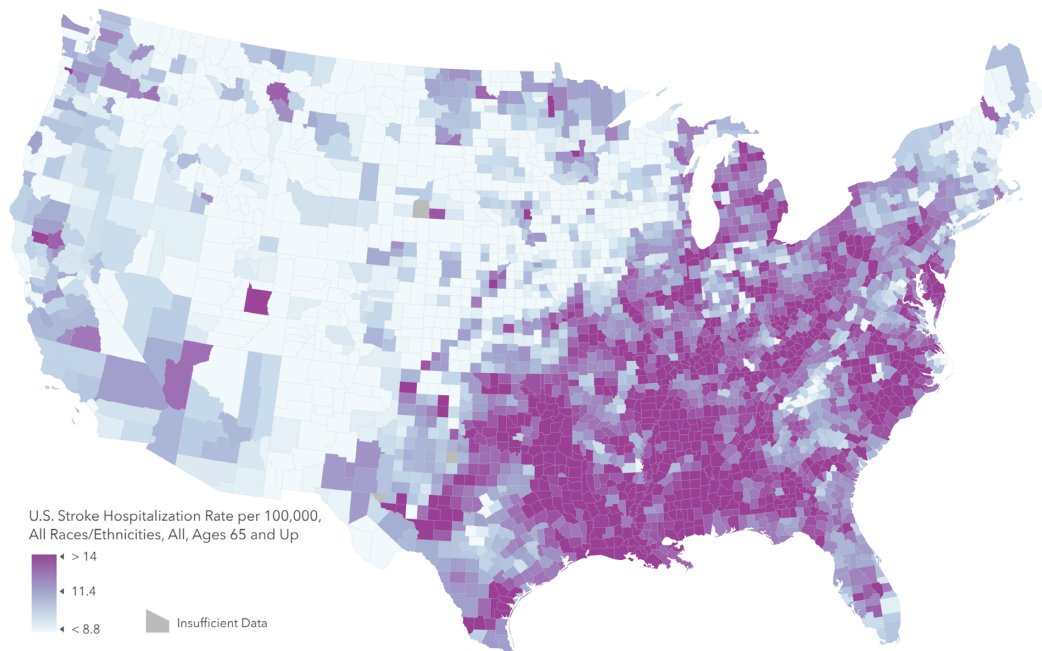 U.S. Stroke Hospitalization Rate per 100,000,
All Races/Ethnicities, All, Ages 65 and Up
> 14
11.4
< 8.8
Insufficient Data